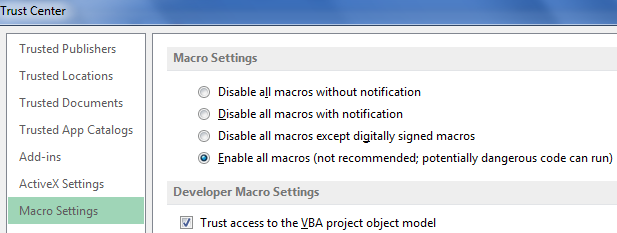 Trust Center
Trusted Publishers
Trusted Locations
Trusted Documents
Trusted App Catalogs
Add-ins
ActiveX Settings
Macro Settings
Macro Settings
Disable all macros without notification
Disable all macros with notification
Disable all macros except digitally signed macros
Enable all macros (not recommended; potentially dangerous code can run)
Developer Macro Settings
Trust access to the VBA project object model